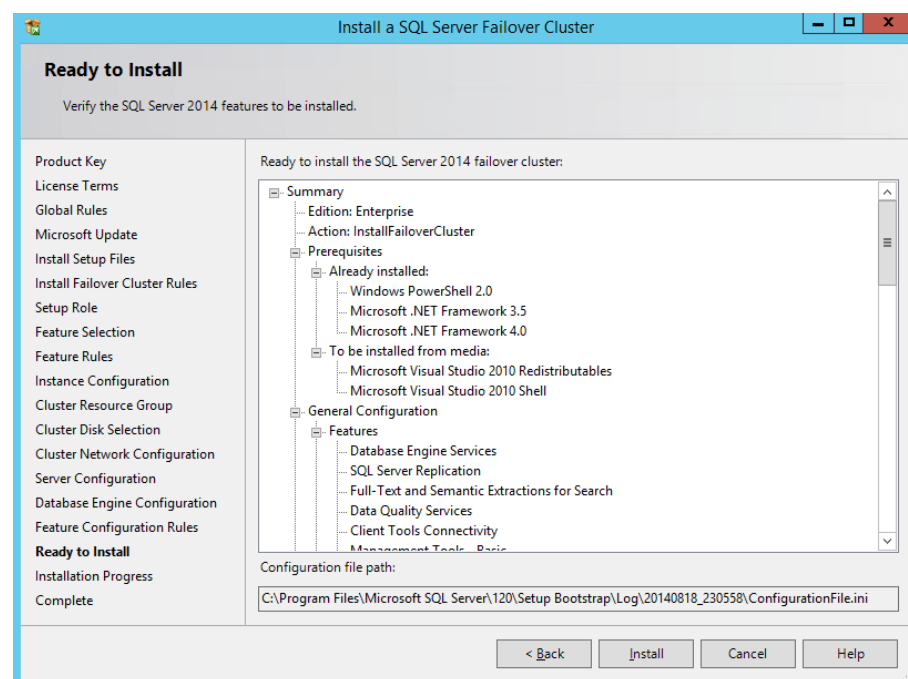 Install a SQL Server Failover Cluster
Ready to Install
Verify the SQL Server 2014 features to be installed.
Product Key
License Terms
Global Rules
Microsoft Update
Install Setup Files
Install Failover Cluster Rules
Setup Role
Feature Selection
Feature Rules
Instance Configuration
Cluster Resource Group
Cluster Disk Selection
Cluster Network Configuration
Server Configuration
Database Engine Configuration
Feature Configuration Rules
Ready to Install
Installation Progress
Complete
Ready to install the SQL Server 2014 failover cluster:
Summary
Edition: Enterprise
Action: InstallFailoverCluster
Prerequisites
Already installed:
Windows PowerShell 2.0
Microsoft .NET Framework 3.5
Microsoft .NET Framework 4.0
To be installed from media:
Microsoft Visual Studio 2010 Redistributables
Microsoft Visual Studio 2010 Shell
General Configuration
Features
Database Engine Services
SQL Server Replication
Full-Text and Semantic Extractions for Search
Data Quality Services
Client Tools Connectivity
Management Tools - Basic
Configuration file path:
C:\Program Files\Microsoft SQL Server\120\Setup Bootstrap\Log\20140818_230558\ConfigurationFile.ini
< Back
Install
Cancel
Help